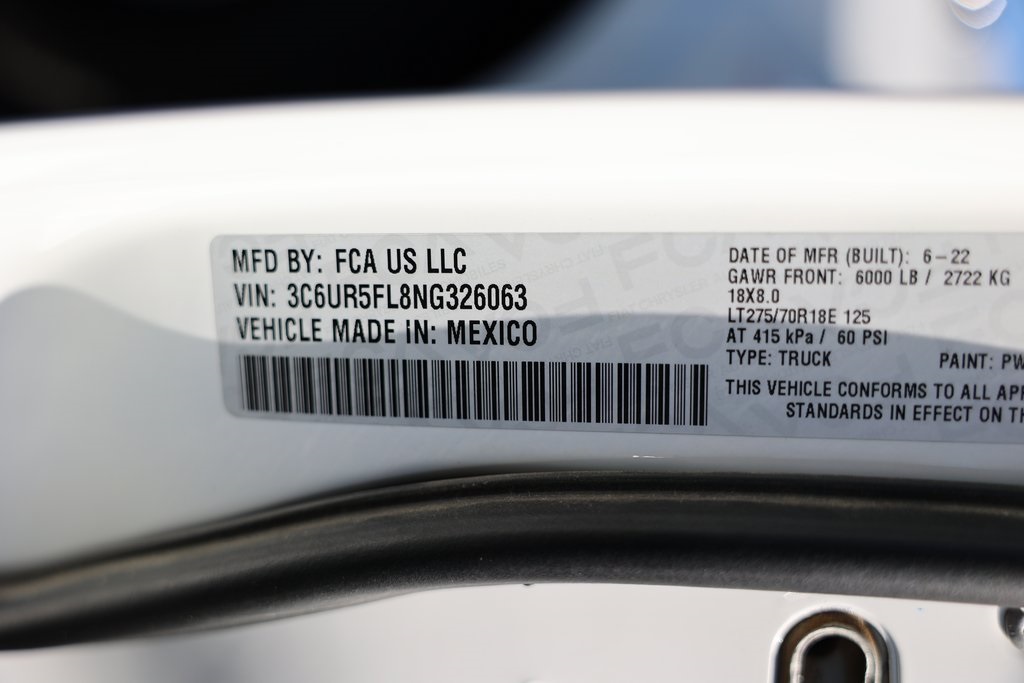 MFD BY: FCA US LLC
VIN: 3C6UR5FL8NG326063
VEHICLE MADE IN: MEXICO
DATE OF MFR (BUILT): 6-22
GAWR FRONT: 6000 LB / 2722 KG
18X8.0
LT275/70R18E 125
AT 415 kPa / 60 PSI
TYPE: TRUCK PAINT: PW
THIS VEHICLE CONFORMS TO ALL
STANDARDS IN EFFECT ON